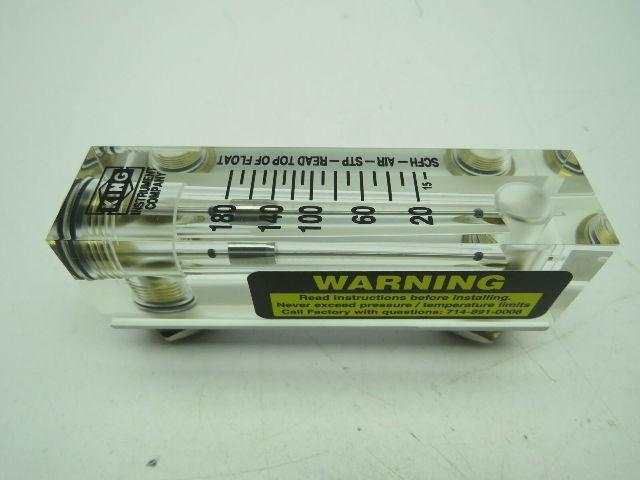 KING
INSTRUMENT
COMPANY
SCFH — AIR — STP — READ TOP OF FLOAT
180
140
100
60
20
15
WARNING
Read instructions before installing.
Never exceed pressure / temperature limits
Call Factory with questions: 714-891-0008